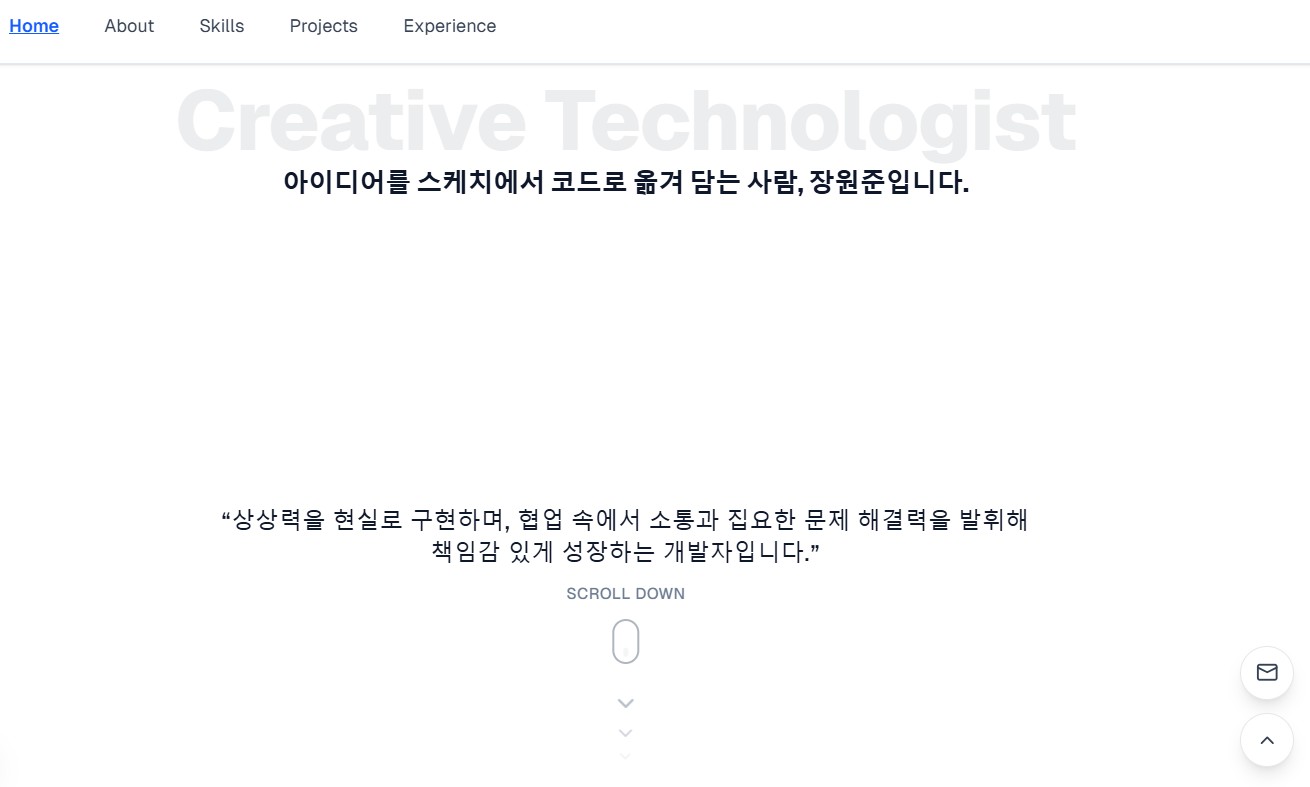 Home About Skills Projects Experience
Creative Technologist
아이디어를 스케치에서 코드로 옮겨 담는 사람, 장원준입니다.
“상상력을 현실로 구현하며, 협업 속에서 소통과 집요한 문제 해결력을 발휘해
책임감 있게 성장하는 개발자입니다.”
SCROLL DOWN